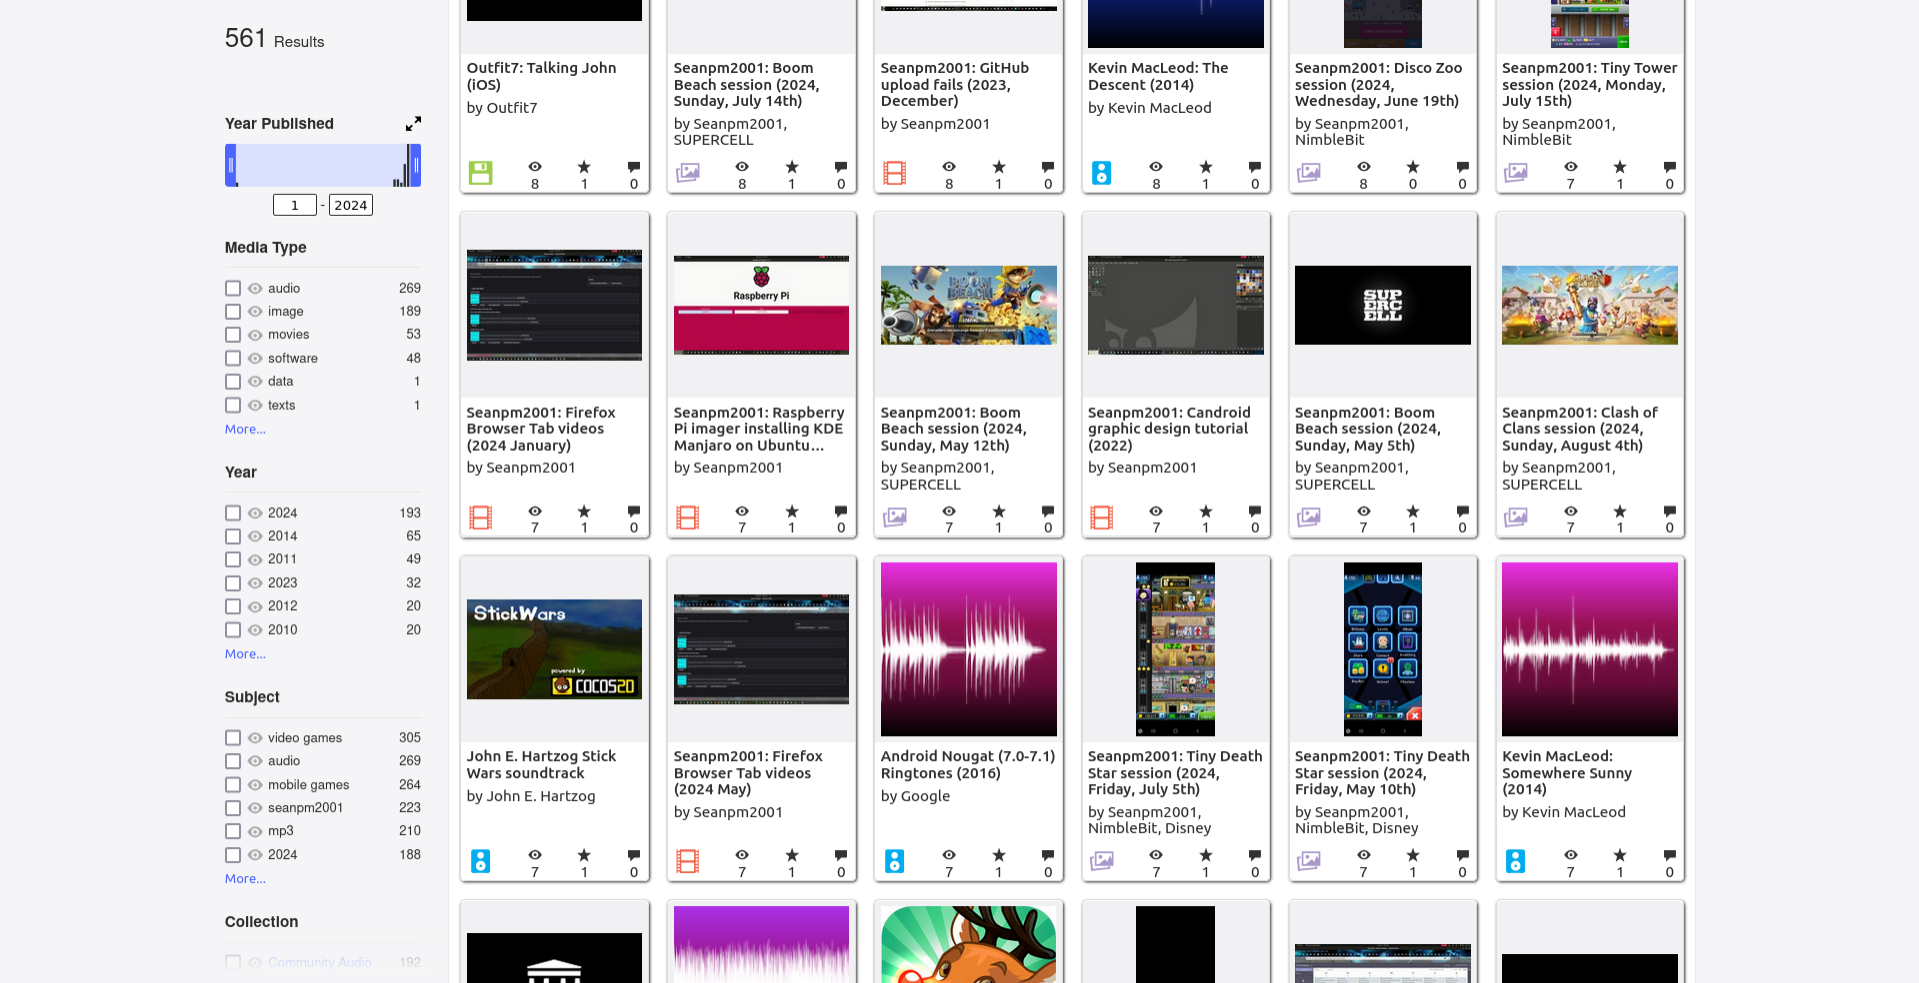 561 Results
Year Published
1 - 2024
Media Type
audio 269
image 189
movies 53
software 48
data 1
texts 1
More...
Year
2024 193
2014 65
2011 49
2023 32
2012 20
2010 20
More...
Subject
video games 305
audio 269
mobile games 264
seanpm2001 223
mp3 210
2024 188
More...
Collection
Community Audio 192
Outfit7: Talking John
(iOS)
by Outfit7
8 1 0
Seanpm2001: Boom
Beach session (2024,
Sunday, July 14th)
by Seanpm2001,
SUPERCELL
8 1 0
Seanpm2001: GitHub
upload fails (2023,
December)
by Seanpm2001
8 1 0
Kevin MacLeod: The
Descent (2014)
by Kevin MacLeod
8 1 0
Seanpm2001: Disco Zoo
session (2024,
Wednesday, June 19th)
by Seanpm2001,
NimbleBit
8 0 0
Seanpm2001: Tiny Tower
session (2024, Monday,
July 15th)
by Seanpm2001,
NimbleBit
7 1 0
Seanpm2001: Firefox
Browser Tab videos
(2024 January)
by Seanpm2001
7 1 0
Raspberry Pi
Seanpm2001: Raspberry
Pi imager installing KDE
Manjaro on Ubuntu...
by Seanpm2001
7 1 0
BOOM
BEACH
Seanpm2001: Boom
Beach session (2024,
Sunday, May 12th)
by Seanpm2001,
SUPERCELL
7 1 0
Seanpm2001: Candroid
graphic design tutorial
(2022)
by Seanpm2001
7 1 0
SUP
ERC
ELL
Seanpm2001: Boom
Beach session (2024,
Sunday, May 5th)
by Seanpm2001,
SUPERCELL
7 1 0
Seanpm2001: Clash of
Clans session (2024,
Sunday, August 4th)
by Seanpm2001,
SUPERCELL
7 1 0
StickWars
powered by
COCOS2D
John E. Hartzog Stick
Wars soundtrack
by John E. Hartzog
7 1 0
Seanpm2001: Firefox
Browser Tab videos
(2024 May)
by Seanpm2001
7 1 0
Android Nougat (7.0-7.1)
Ringtones (2016)
by Google
7 1 0
Seanpm2001: Tiny Death
Star session (2024,
Friday, July 5th)
by Seanpm2001,
NimbleBit, Disney
7 1 0
Seanpm2001: Tiny Death
Star session (2024,
Friday, May 10th)
by Seanpm2001,
NimbleBit, Disney
7 1 0
Kevin MacLeod:
Somewhere Sunny
(2014)
by Kevin MacLeod
7 1 0